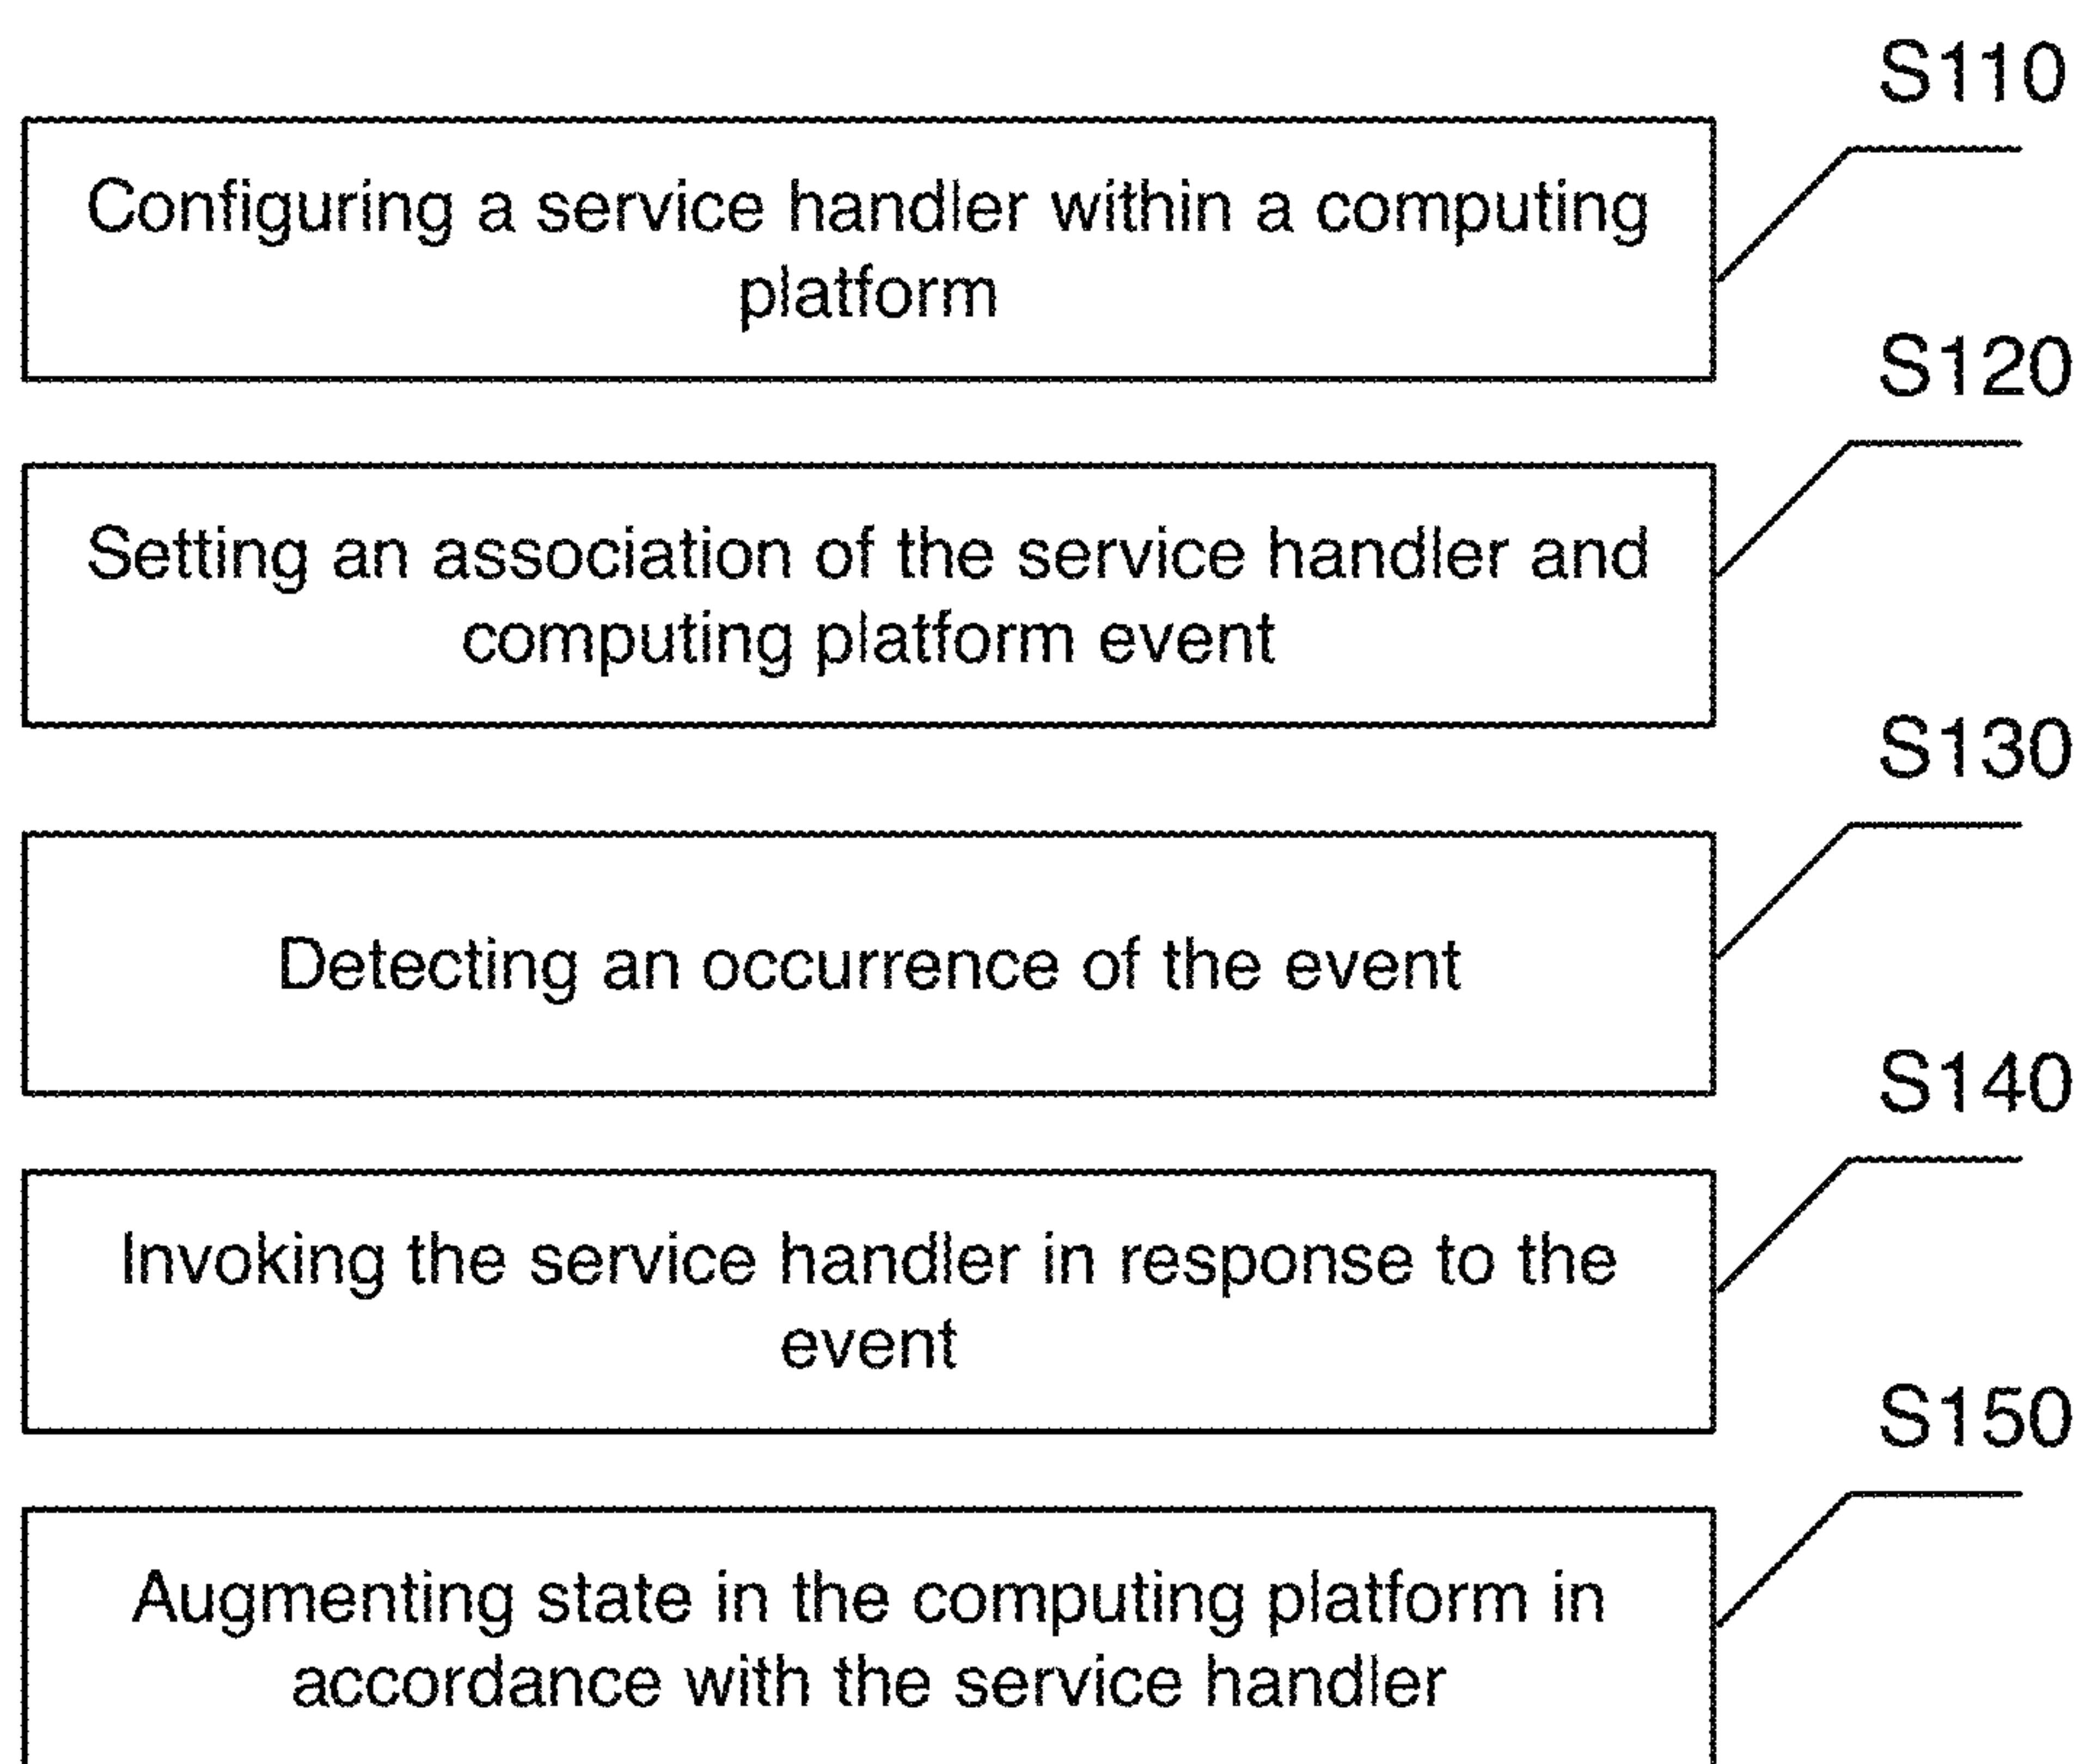 S110
Configuring a service handler within a computing
platform
S120
Setting an association of the service handler and
computing platform event
S130
Detecting an occurrence of the event
S140
Invoking the service handler in response to the
event
S150
Augmenting state in the computing platform in
accordance with the service handler